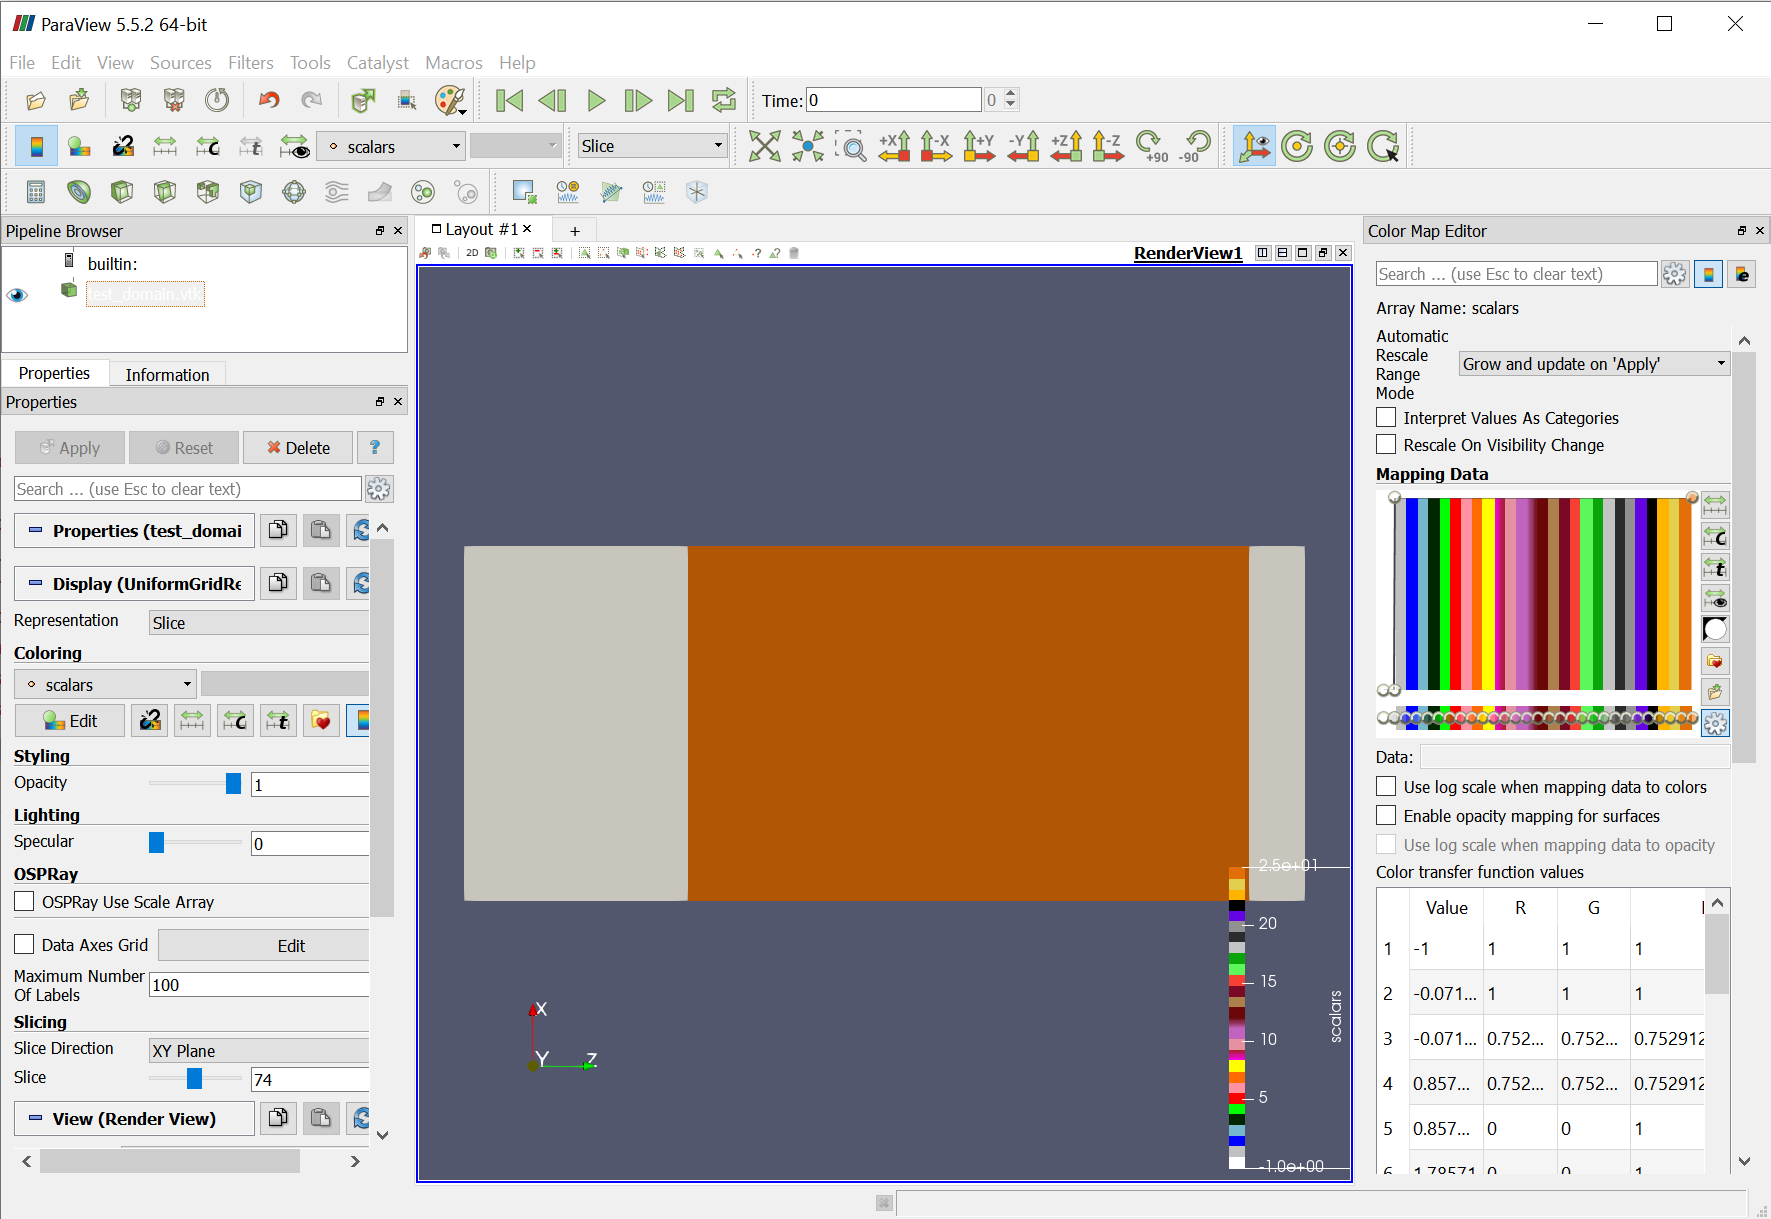 ParaView 5.5.2 64-bit
File Edit View Sources Filters Tools Catalyst Macros Help
Time: 0 0
scalars Slice +X -X +Y -Y +Z -Z +90 -90
Pipeline Browser
builtin:
test_domain.vtk
Properties Information
Properties
Apply Reset Delete ?
Search ... (use Esc to clear text)
Properties (test_domai
Display (UniformGridRe
Representation Slice
Coloring
scalars
Edit
Styling
Opacity 1
Lighting
Specular 0
OSPRay
OSPRay Use Scale Array
Data Axes Grid Edit
Maximum Number
Of Labels 100
Slicing
Slice Direction XY Plane
Slice 74
View (Render View)
Layout #1 +
2D RenderView1
2.5e+01
20
15
10
5
-1.0e+00
scalars
X
Y Z
Color Map Editor
Search ... (use Esc to clear text)
Array Name: scalars
Automatic
Rescale
Range
Mode
Grow and update on 'Apply'
Interpret Values As Categories
Rescale On Visibility Change
Mapping Data
Data:
Use log scale when mapping data to colors
Enable opacity mapping for surfaces
Use log scale when mapping data to opacity
Color transfer function values
Value R G
1 -1 1 1 1
2 -0.071... 1 1 1
3 -0.071... 0.752... 0.752... 0.752912
4 0.857... 0.752... 0.752... 0.752912
5 0.857... 0 0 1
6 1.78571 0 0 1